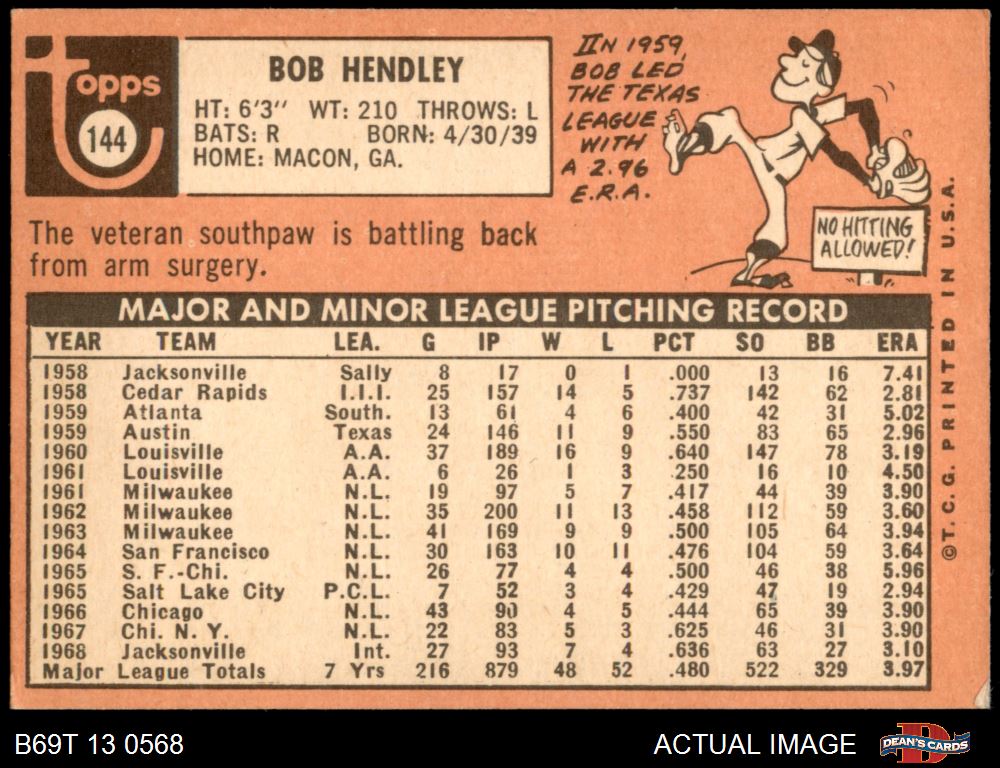 topps
144
BOB HENDLEY
HT: 6'3" WT: 210 THROWS: L
BATS: R BORN: 4/30/39
HOME: MACON, GA.
IN 1959,
BOB LED
THE TEXAS
LEAGUE
WITH
A 2.96
E.R.A.
NO HITTING
ALLOWED!
The veteran southpaw is battling back
from arm surgery.
MAJOR AND MINOR LEAGUE PITCHING RECORD
YEAR TEAM LEA. G IP W L PCT SO BB ERA
1958 Jacksonville Sally 8 17 0 1 .000 13 16 7.41
1958 Cedar Rapids I.I.I. 25 157 14 5 .737 142 62 2.81
1959 Atlanta South. 13 61 4 6 .400 42 31 5.02
1959 Austin Texas 24 146 11 9 .550 83 65 2.96
1960 Louisville A.A. 37 189 16 9 .640 147 78 3.19
1961 Louisville A.A. 6 26 1 3 .250 16 10 4.50
1961 Milwaukee N.L. 19 97 5 7 .417 44 39 3.90
1962 Milwaukee N.L. 35 200 11 13 .458 112 59 3.60
1963 Milwaukee N.L. 41 169 9 9 .500 105 64 3.94
1964 San Francisco N.L. 30 163 10 11 .476 104 59 3.64
1965 S. F.-Chi. N.L. 26 77 4 4 .500 46 38 5.96
1965 Salt Lake City P.C.L. 7 52 3 4 .429 47 19 2.94
1966 Chicago N.L. 43 90 4 5 .444 65 39 3.90
1967 Chi. N. Y. N.L. 22 83 5 3 .625 46 31 3.90
1968 Jacksonville Int. 27 93 7 4 .636 63 27 3.10
Major League Totals 7 Yrs 216 879 48 52 .480 522 329 3.97
©T. C. G. PRINTED IN U.S.A.
B69T 13 0568
ACTUAL IMAGE
D
DEAN'S CARDS